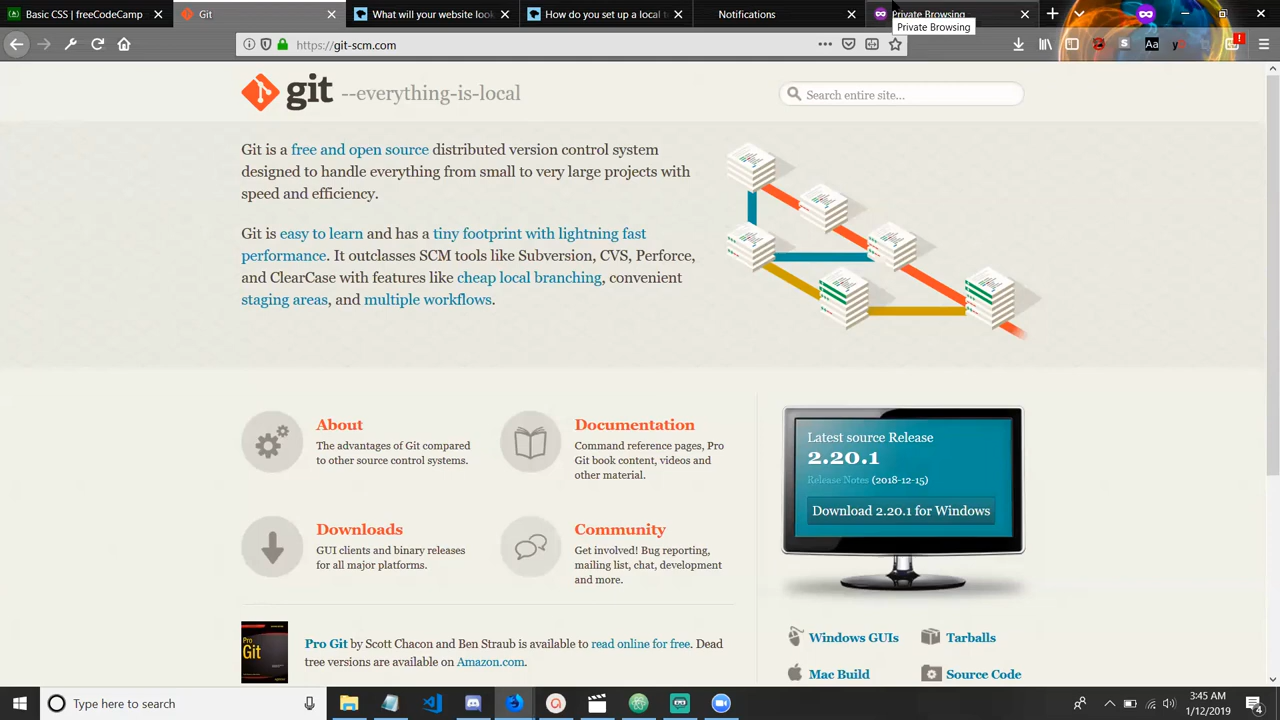 Basic CSS | freeCodeCamp
Git
What will your website look
How do you set up a local t
Notifications
Private Browsing
Private Browsing
https://git-scm.com
Aa
git --everything-is-local
Search entire site...
Git is a free and open source distributed version control system
designed to handle everything from small to very large projects with
speed and efficiency.
Git is easy to learn and has a tiny footprint with lightning fast
performance. It outclasses SCM tools like Subversion, CVS, Perforce,
and ClearCase with features like cheap local branching, convenient
staging areas, and multiple workflows.
About
The advantages of Git compared
to other source control systems.
Documentation
Command reference pages, Pro
Git book content, videos and
other material.
Downloads
GUI clients and binary releases
for all major platforms.
Community
Get involved! Bug reporting,
mailing list, chat, development
and more.
Latest source Release
2.20.1
Release Notes (2018-12-15)
Download 2.20.1 for Windows
Pro Git
Pro Git by Scott Chacon and Ben Straub is available to read online for free. Dead
tree versions are available on Amazon.com.
Windows GUIs
Tarballs
Mac Build
Source Code
Type here to search
3:45 AM
1/12/2019
4